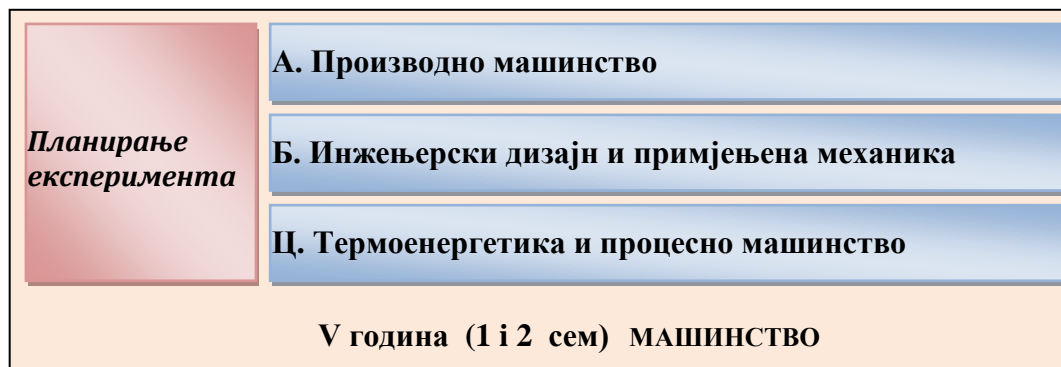 Планирање
експеримента
А. Производно машинство
Б. Инжењерски дизајн и примјењена механика
Ц. Термоенергетика и процесно машинство
V година (1 i 2 сем) МАШИНСТВО